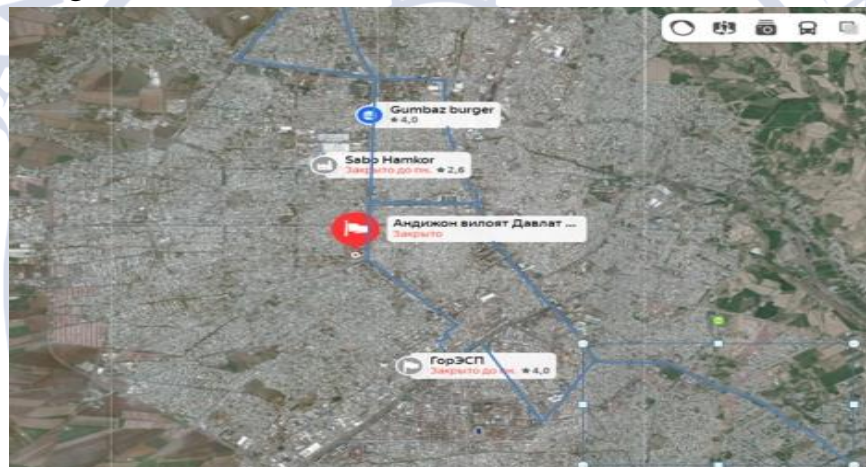 Gumbaz burger
★ 4,0
Sabo Hamkor
Закрыто до пн. ★ 2,6
Андижон вилоят Давлат ...
Закрыто
ГорЭСП
Закрыто до пн. ★ 4,0